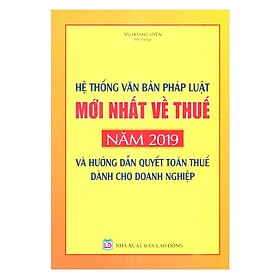 VŨ HOÀNG UYÊN
HỆ THỐNG VĂN BẢN PHÁP LUẬT
MỚI NHẤT VỀ THUẾ
NĂM 2019
VÀ HƯỚNG DẪN QUYẾT TOÁN THUẾ
DÀNH CHO DOANH NGHIỆP
NHÀ XUẤT BẢN LAO ĐỘNG